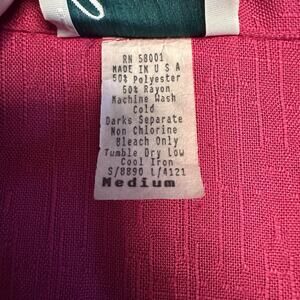 RN 58001
MADE IN U S A
50% Polyester
50% Rayon
Machine Wash
Cold
Darks Separate
Non Chlorine
Bleach Only
Tumble Dry Low
Cool Iron
S/8890 L/4121
Medium